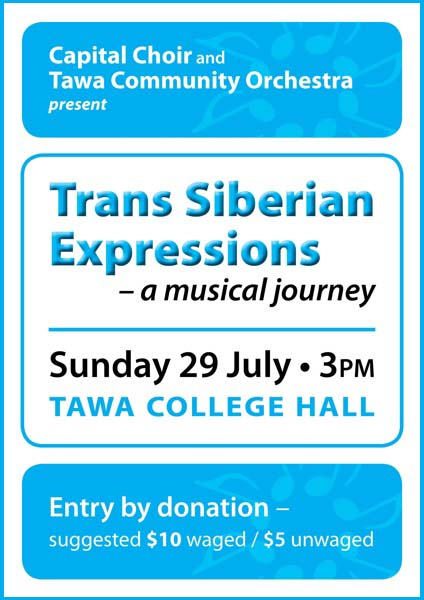 Capital Choir and
Tawa Community Orchestra
present
Trans Siberian
Expressions
– a musical journey
Sunday 29 July • 3PM
TAWA COLLEGE HALL
Entry by donation –
suggested $10 waged / $5 unwaged